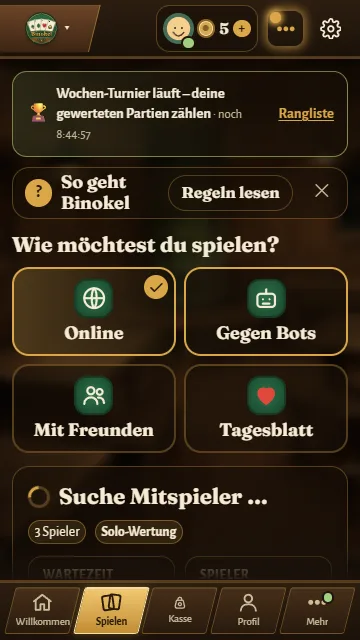 Binokel
5
Wochen-Turnier läuft – deine
gewerteten Partien zählen · noch
8:44:57
Rangliste
?
So geht
Binokel
Regeln lesen
Wie möchtest du spielen?
Online
Gegen Bots
Mit Freunden
Tagesblatt
Suche Mitspieler ...
3 Spieler
Solo-Wertung
WARTEZEIT
SPIELER
Willkommen
Spielen
Kasse
Profil
Mehr